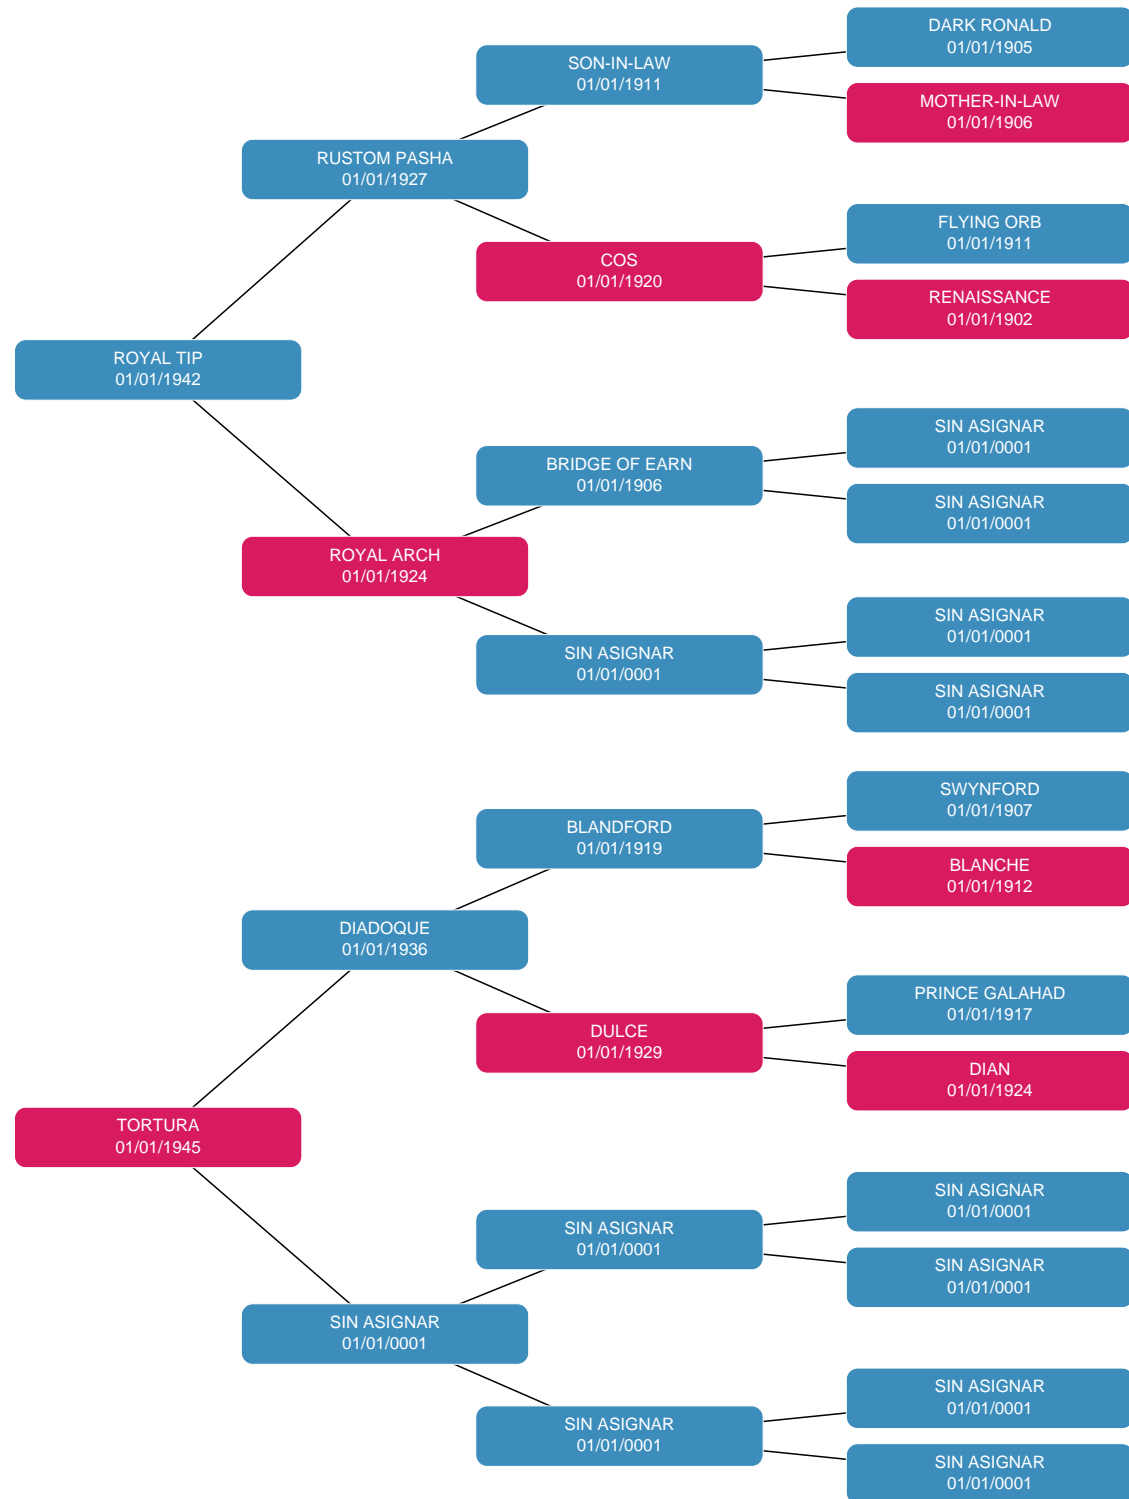 DARK RONALD
01/01/1905
SON-IN-LAW
01/01/1911
MOTHER-IN-LAW
01/01/1906
RUSTOM PASHA
01/01/1927
FLYING ORB
01/01/1911
COS
01/01/1920
RENAISSANCE
01/01/1902
ROYAL TIP
01/01/1942
SIN ASIGNAR
01/01/0001
BRIDGE OF EARN
01/01/1906
SIN ASIGNAR
01/01/0001
ROYAL ARCH
01/01/1924
SIN ASIGNAR
01/01/0001
SIN ASIGNAR
01/01/0001
SIN ASIGNAR
01/01/0001
SWYNFORD
01/01/1907
BLANDFORD
01/01/1919
BLANCHE
01/01/1912
DIADOQUE
01/01/1936
PRINCE GALAHAD
01/01/1917
DULCE
01/01/1929
DIAN
01/01/1924
TORTURA
01/01/1945
SIN ASIGNAR
01/01/0001
SIN ASIGNAR
01/01/0001
SIN ASIGNAR
01/01/0001
SIN ASIGNAR
01/01/0001
SIN ASIGNAR
01/01/0001
SIN ASIGNAR
01/01/0001
SIN ASIGNAR
01/01/0001